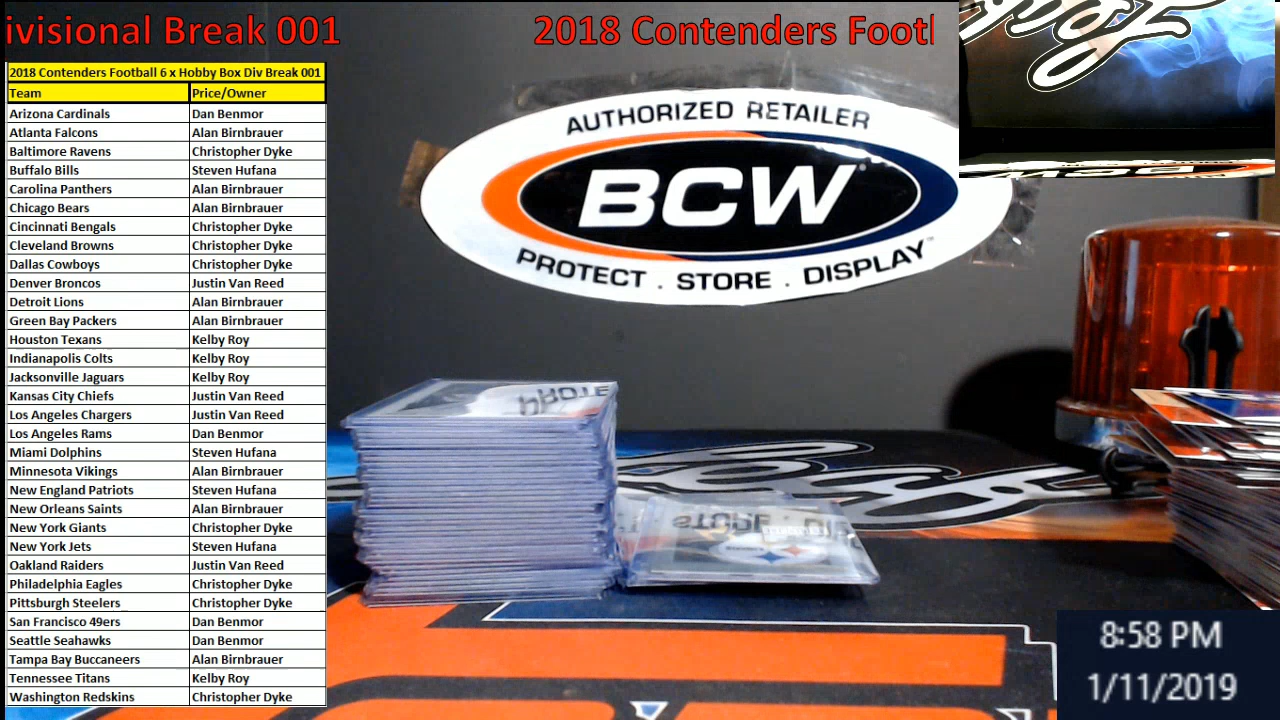 ivisional Break 001 2018 Contenders Footl
2018 Contenders Football 6 x Hobby Box Div Break 001
Team Price/Owner
Arizona Cardinals Dan Benmor
Atlanta Falcons Alan Birnbrauer
Baltimore Ravens Christopher Dyke
Buffalo Bills Steven Hufana
Carolina Panthers Alan Birnbrauer
Chicago Bears Alan Birnbrauer
Cincinnati Bengals Christopher Dyke
Cleveland Browns Christopher Dyke
Dallas Cowboys Christopher Dyke
Denver Broncos Justin Van Reed
Detroit Lions Alan Birnbrauer
Green Bay Packers Alan Birnbrauer
Houston Texans Kelby Roy
Indianapolis Colts Kelby Roy
Jacksonville Jaguars Kelby Roy
Kansas City Chiefs Justin Van Reed
Los Angeles Chargers Justin Van Reed
Los Angeles Rams Dan Benmor
Miami Dolphins Steven Hufana
Minnesota Vikings Alan Birnbrauer
New England Patriots Steven Hufana
New Orleans Saints Alan Birnbrauer
New York Giants Christopher Dyke
New York Jets Steven Hufana
Oakland Raiders Justin Van Reed
Philadelphia Eagles Christopher Dyke
Pittsburgh Steelers Christopher Dyke
San Francisco 49ers Dan Benmor
Seattle Seahawks Dan Benmor
Tampa Bay Buccaneers Alan Birnbrauer
Tennessee Titans Kelby Roy
Washington Redskins Christopher Dyke
AUTHORIZED RETAILER
BCW
PROTECT . STORE . DISPLAY™
8:58 PM
1/11/2019